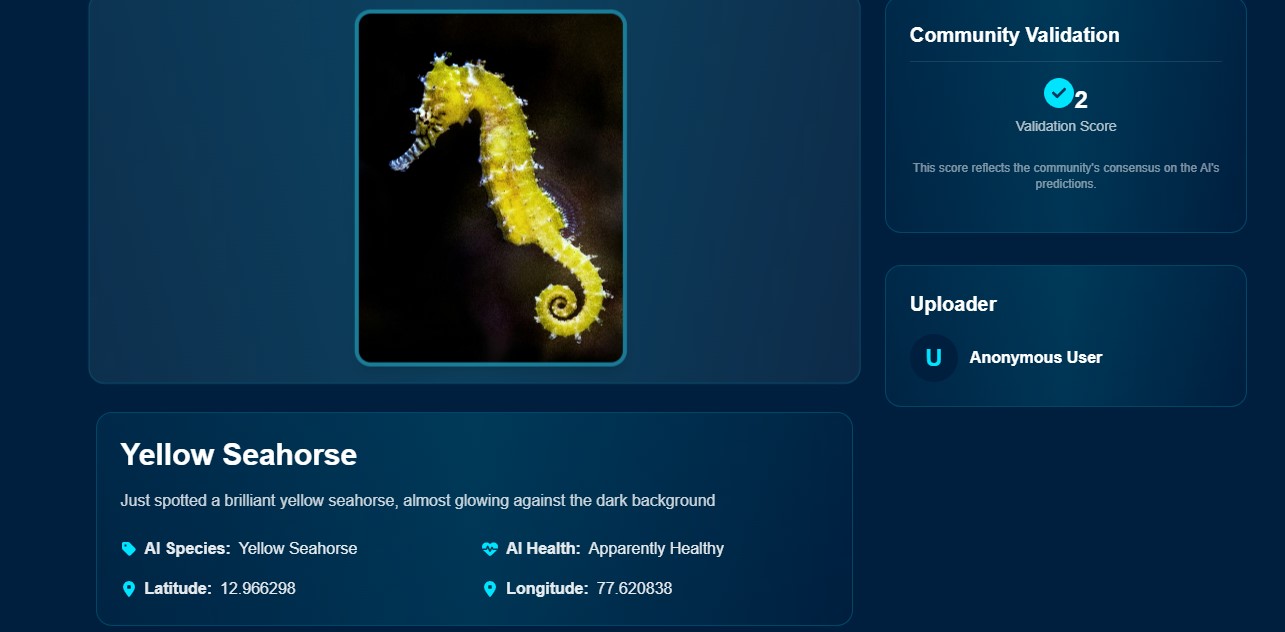 Community Validation
2
Validation Score
This score reflects the community's consensus on the AI's
predictions.
Uploader
U
Anonymous User
Yellow Seahorse
Just spotted a brilliant yellow seahorse, almost glowing against the dark background
AI Species: Yellow Seahorse
AI Health: Apparently Healthy
Latitude: 12.966298
Longitude: 77.620838